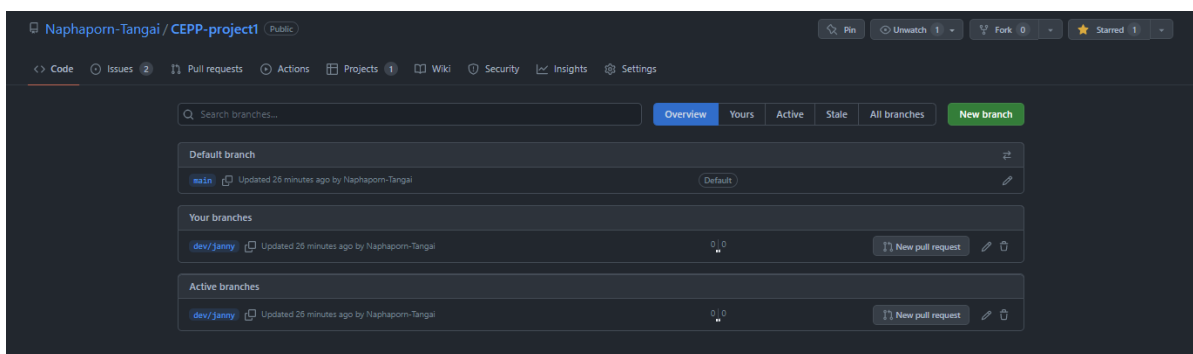 Naphaporn-Tangai / CEPP-project1 Public
Pin
Unwatch 1
Fork 0
Starred 1
<> Code
Issues 2
Pull requests
Actions
Projects 1
Wiki
Security
Insights
Settings
Search branches...
Overview
Yours
Active
Stale
All branches
New branch
Default branch
main Updated 26 minutes ago by Naphaporn-Tangai Default
Your branches
dev/janny Updated 26 minutes ago by Naphaporn-Tangai 0 | 0 New pull request
Active branches
dev/janny Updated 26 minutes ago by Naphaporn-Tangai 0 | 0 New pull request